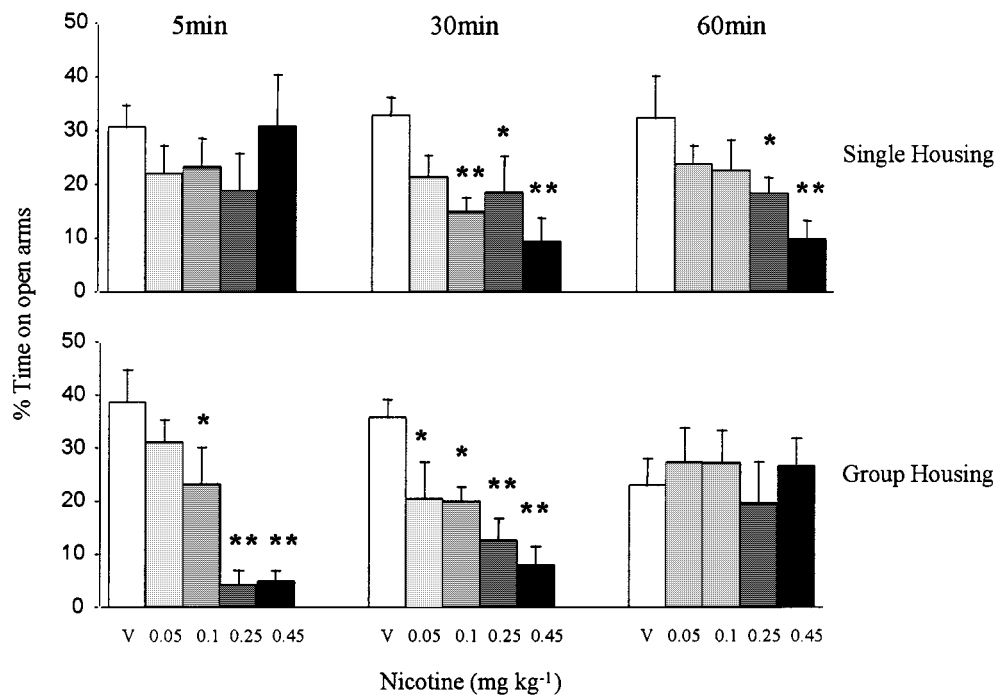 5min 30min 60min
50
40
30
20
10
0
* ** * ** * **
Single Housing
% Time on open arms
50
40
30
20
10
0
* ** ** * * ** **
Group Housing
V 0.05 0.1 0.25 0.45 V 0.05 0.1 0.25 0.45 V 0.05 0.1 0.25 0.45
Nicotine (mg kg⁻¹)